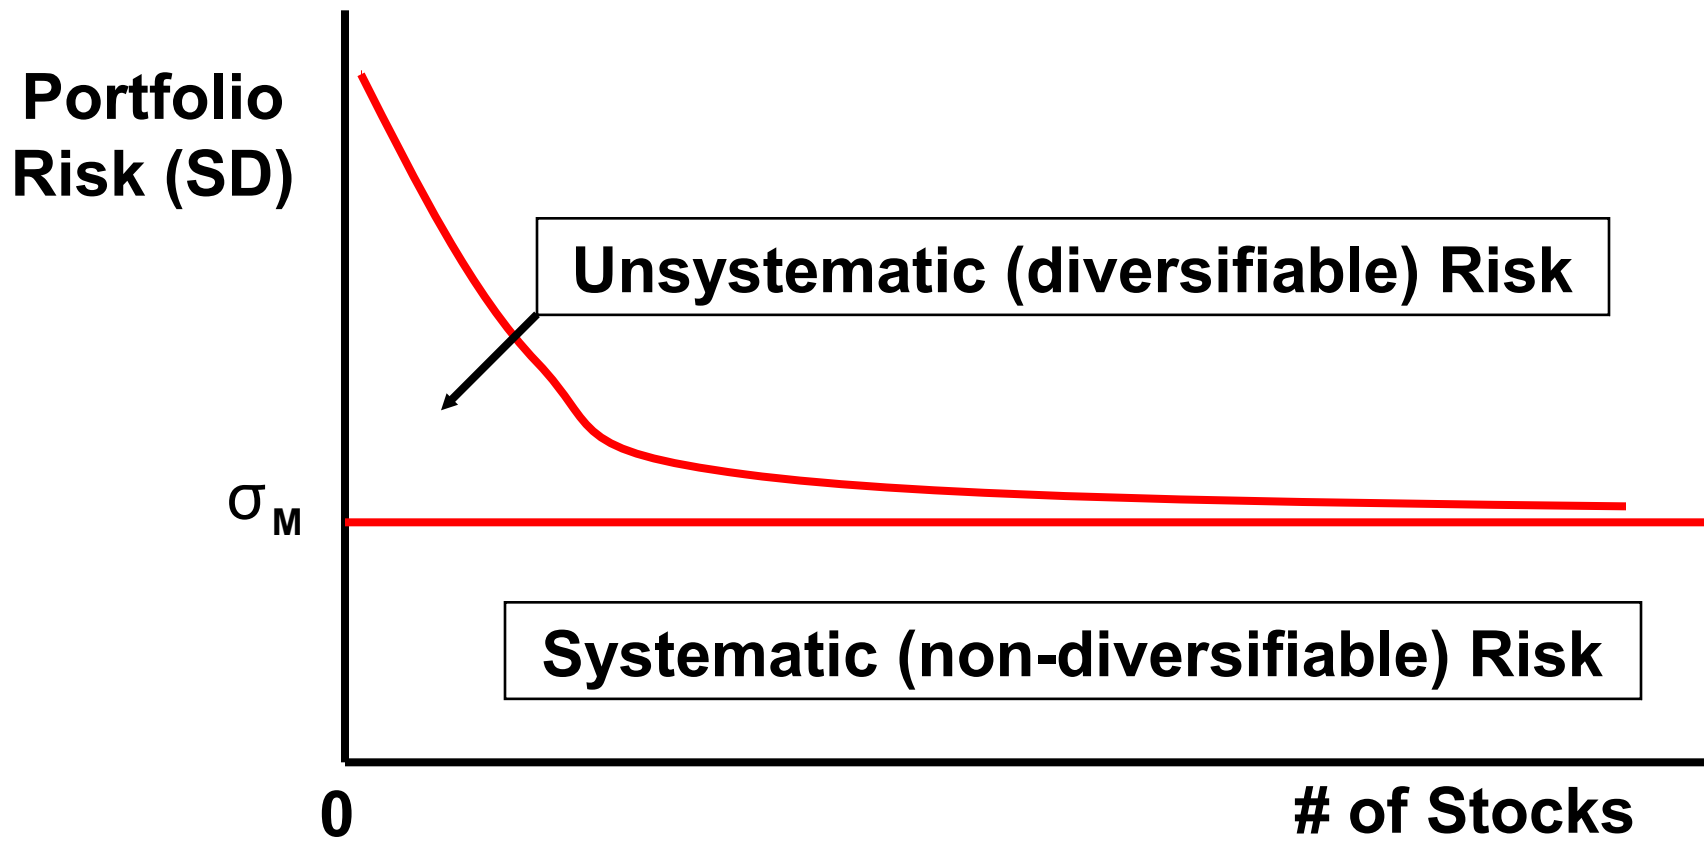 Portfolio
Risk (SD)
Unsystematic (diversifiable) Risk
σM
Systematic (non-diversifiable) Risk
0
# of Stocks